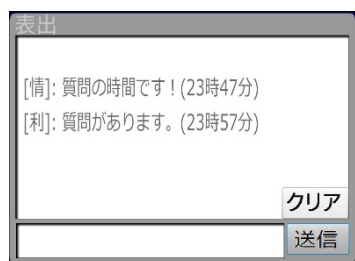 表出
[情]: 質問の時間です！(23時47分)
[利]: 質問があります。(23時57分)
クリア
送信